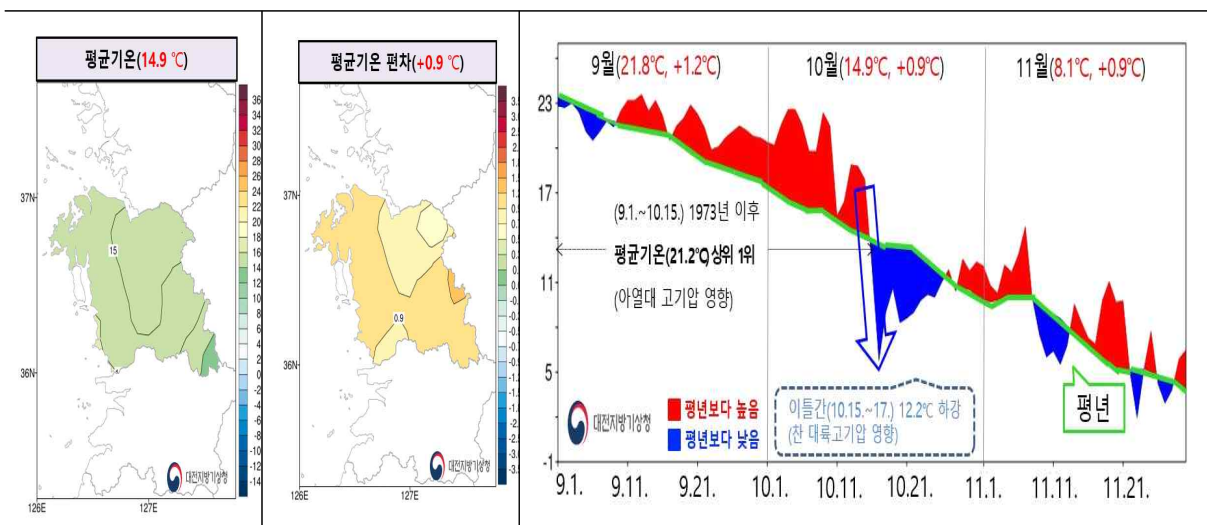 평균기온(14.9 ℃)
36
32
30
28
26
24
22
20
18
16
14
12
10
8
6
4
2
0
-2
-4
-6
-8
-10
-12
-14
37N
36N
15
대전지방기상청
126E
127E
평균기온 편차(+0.9 ℃)
37N
36N
0.9
대전지방기상청
126E
127E
9월(21.8℃, +1.2℃)
10월(14.9℃, +0.9℃)
11월(8.1℃, +0.9℃)
23
17
11
5
-1
(9.1.~10.15.) 1973년 이후
평균기온(21.2℃)상위 1위
(아열대 고기압 영향)
대전지방기상청
평년보다 높음
평년보다 낮음
이틀간(10.15.~17.) 12.2℃ 하강
(찬 대륙고기압 영향)
평년
9.1.
9.11.
9.21.
10.1.
10.11.
10.21.
11.1.
11.11.
11.21.